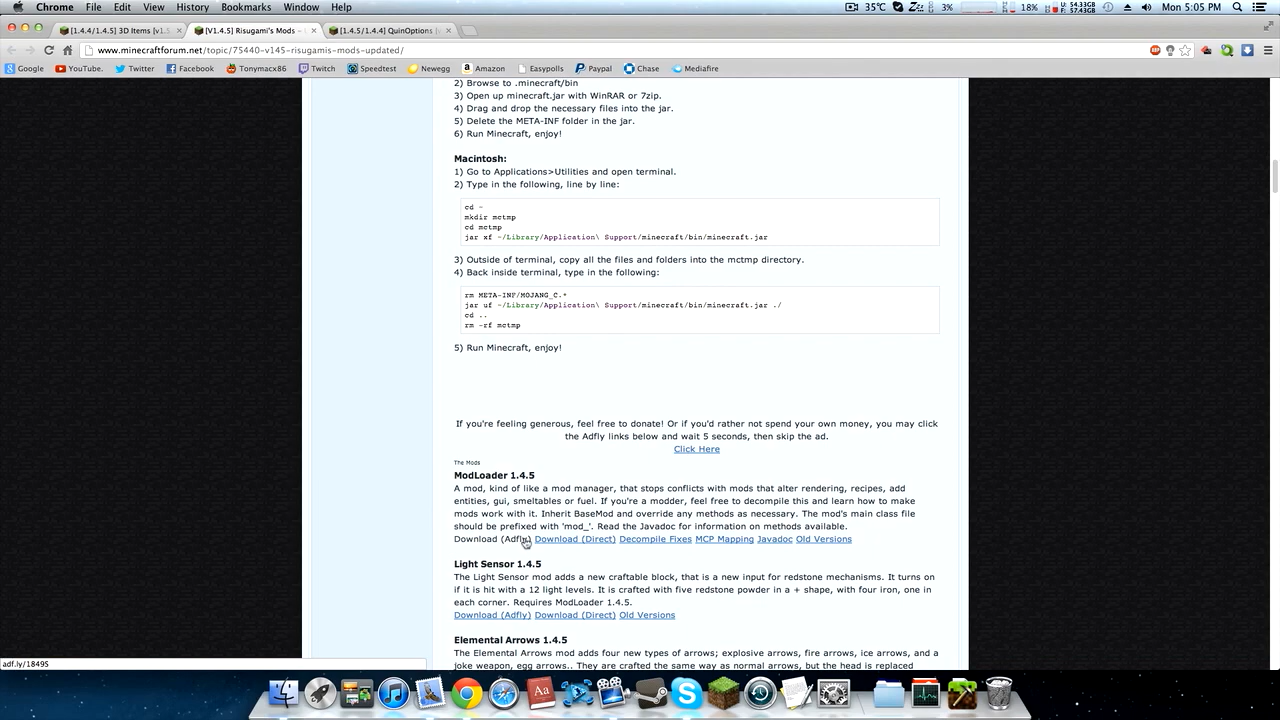 Chrome File Edit View History Bookmarks Window Help 35°C 3% 18% U: 54.33GB F: 57.43GB Mon 5:05 PM
[1.4.4/1.4.5] 3D Items [v1.5 [V1.4.5] Risugami's Mods - [1.4.5/1.4.4] QuinOptions [
www.minecraftforum.net/topic/75440-v145-risugamis-mods-updated/
Google YouTube. Twitter Facebook Tonymacx86 Twitch Speedtest Newegg Amazon Easypolls Paypal Chase Mediafire
2) Browse to .minecraft/bin
3) Open up minecraft.jar with WinRAR or 7zip.
4) Drag and drop the necessary files into the jar.
5) Delete the META-INF folder in the jar.
6) Run Minecraft, enjoy!
Macintosh:
1) Go to Applications>Utilities and open terminal.
2) Type in the following, line by line:
cd ~
mkdir mctmp
cd mctmp
jar xf ~/Library/Application\ Support/minecraft/bin/minecraft.jar
3) Outside of terminal, copy all the files and folders into the mctmp directory.
4) Back inside terminal, type in the following:
rm META-INF/MOJANG_C.*
jar uf ~/Library/Application\ Support/minecraft/bin/minecraft.jar ./
cd ..
rm -rf mctmp
5) Run Minecraft, enjoy!
If you're feeling generous, feel free to donate! Or if you'd rather not spend your own money, you may click
the Adfly links below and wait 5 seconds, then skip the ad.
Click Here
The Mods
ModLoader 1.4.5
A mod, kind of like a mod manager, that stops conflicts with mods that alter rendering, recipes, add
entities, gui, smeltables or fuel. If you're a modder, feel free to decompile this and learn how to make
mods work with it. Inherit BaseMod and override any methods as necessary. The mod's main class file
should be prefixed with 'mod_'. Read the Javadoc for information on methods available.
Download (Adfly) Download (Direct) Decompile Fixes MCP Mapping Javadoc Old Versions
Light Sensor 1.4.5
The Light Sensor mod adds a new craftable block, that is a new input for redstone mechanisms. It turns on
if it is hit with a 12 light levels. It is crafted with five redstone powder in a + shape, with four iron, one in
each corner. Requires ModLoader 1.4.5.
Download (Adfly) Download (Direct) Old Versions
Elemental Arrows 1.4.5
The Elemental Arrows mod adds four new types of arrows; explosive arrows, fire arrows, ice arrows, and a
joke weapon, egg arrows.. They are crafted the same way as normal arrows, but the head is replaced
adf.ly/1849S